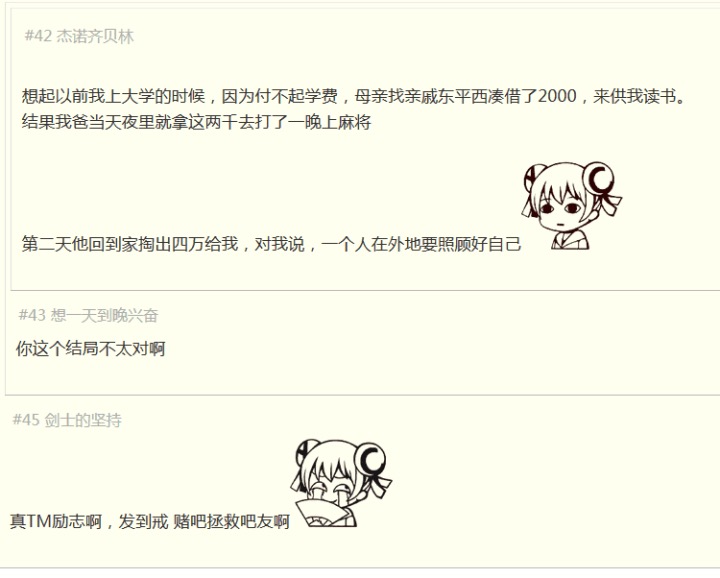 #42 杰诺齐贝林
想起以前我上大学的时候，因为付不起学费，母亲找亲戚东平西凑借了2000，来供我读书。
结果我爸当天夜里就拿这两千去打了一晚上麻将
第二天他回到家掏出四万给我，对我说，一个人在外地要照顾好自己
#43 想一天到晚兴奋
你这个结局不太对啊
#45 剑士的坚持
真TM励志啊，发到戒 赌吧拯救吧友啊